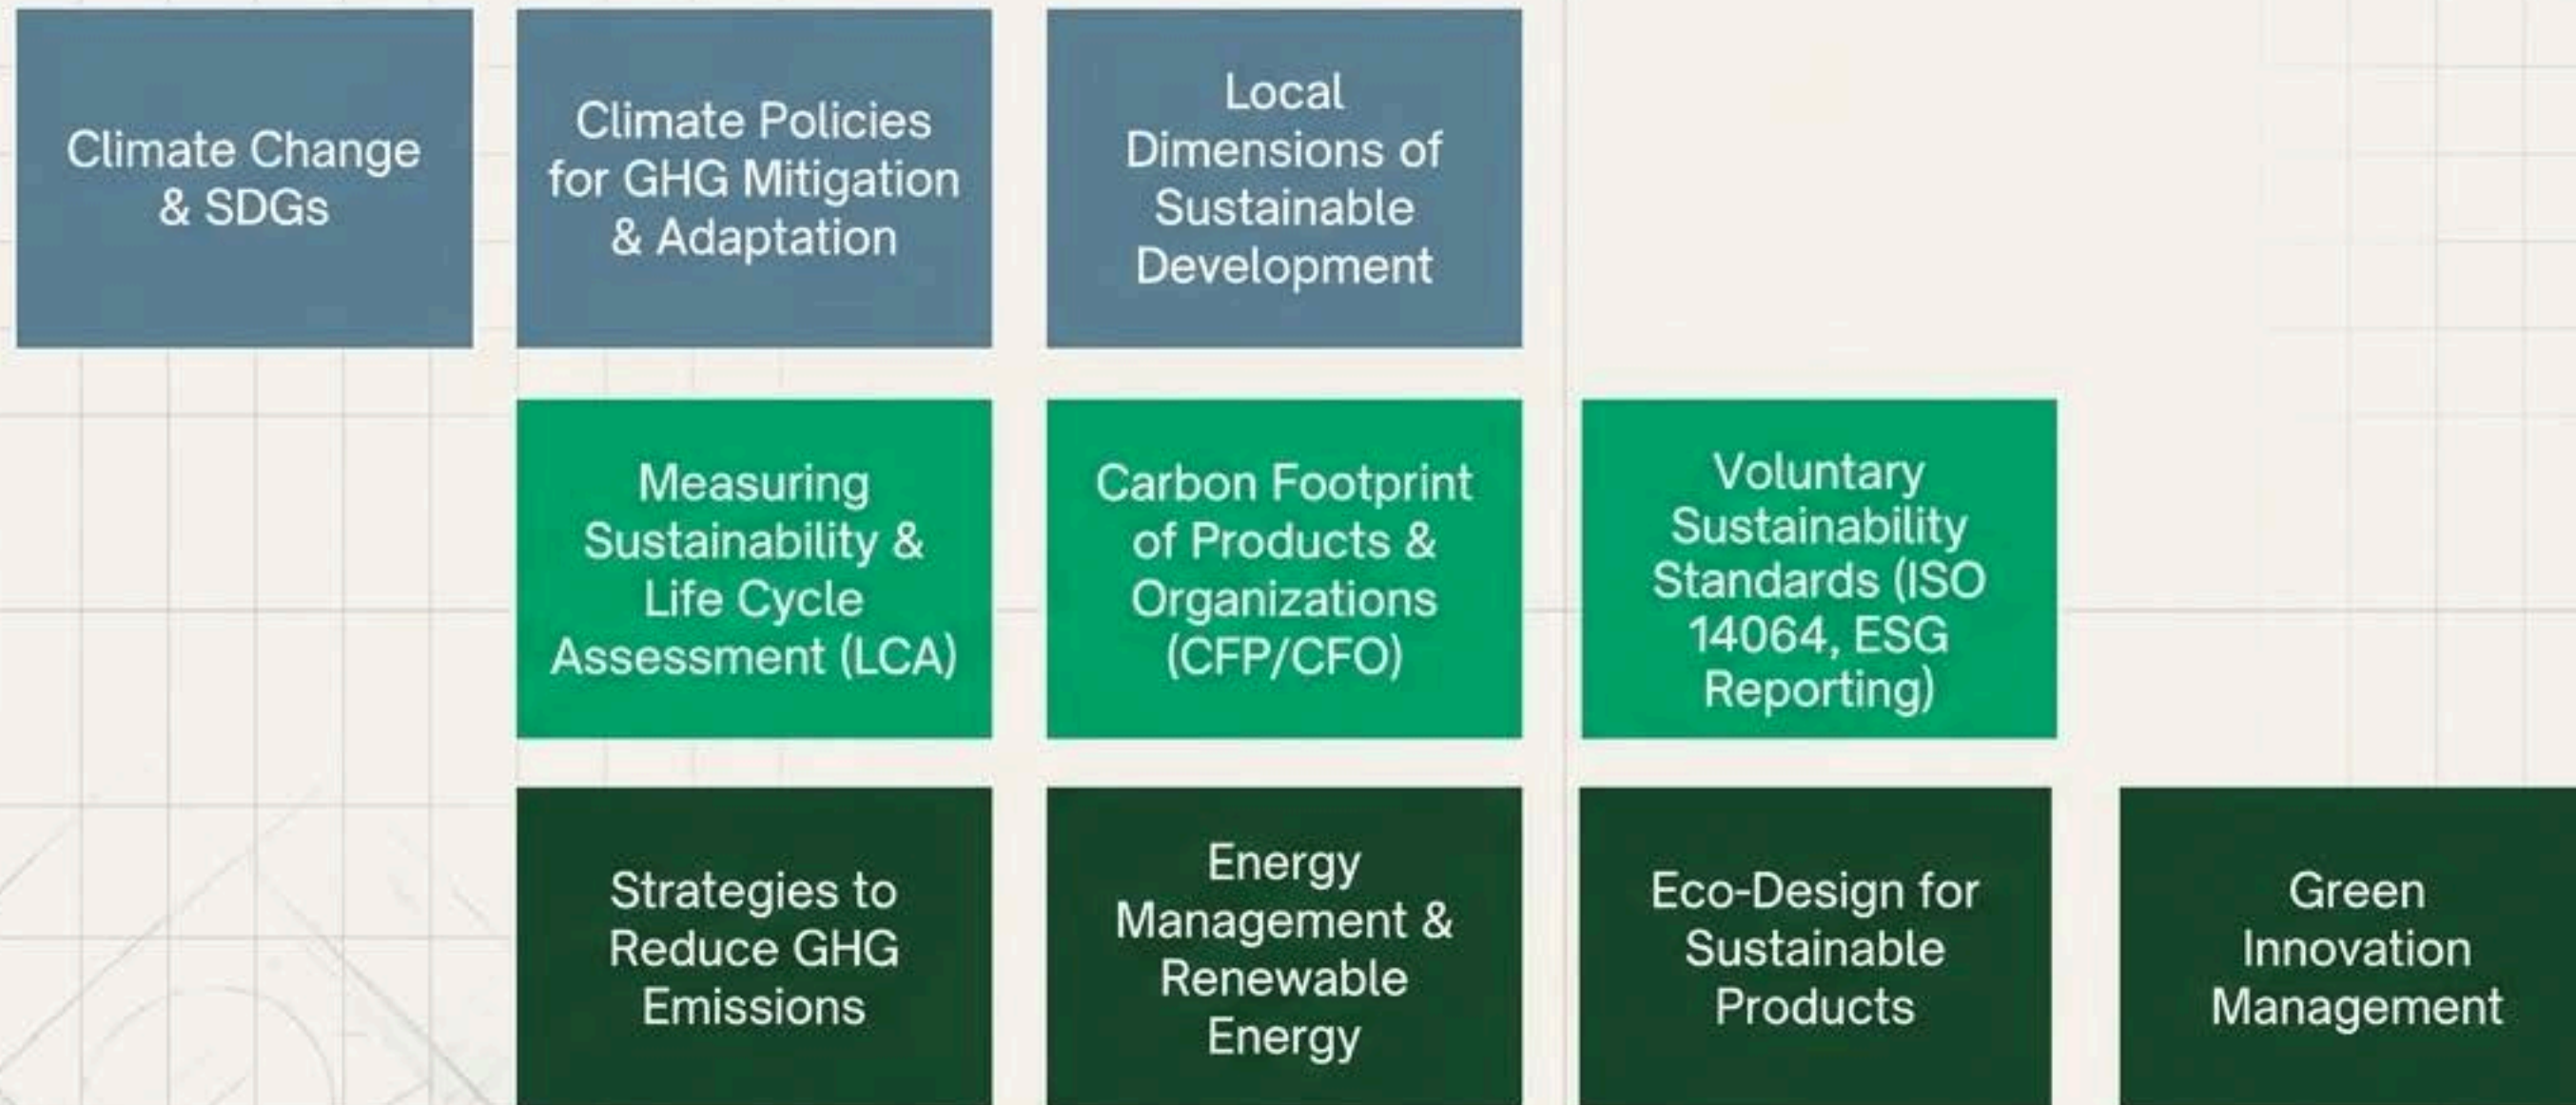 Climate Change
& SDGs
Climate Policies
for GHG Mitigation
& Adaptation
Local
Dimensions of
Sustainable
Development
Measuring
Sustainability &
Life Cycle
Assessment (LCA)
Carbon Footprint
of Products &
Organizations
(CFP/CFO)
Voluntary
Sustainability
Standards (ISO
14064, ESG
Reporting)
Strategies to
Reduce GHG
Emissions
Energy
Management &
Renewable
Energy
Eco-Design for
Sustainable
Products
Green
Innovation
Management